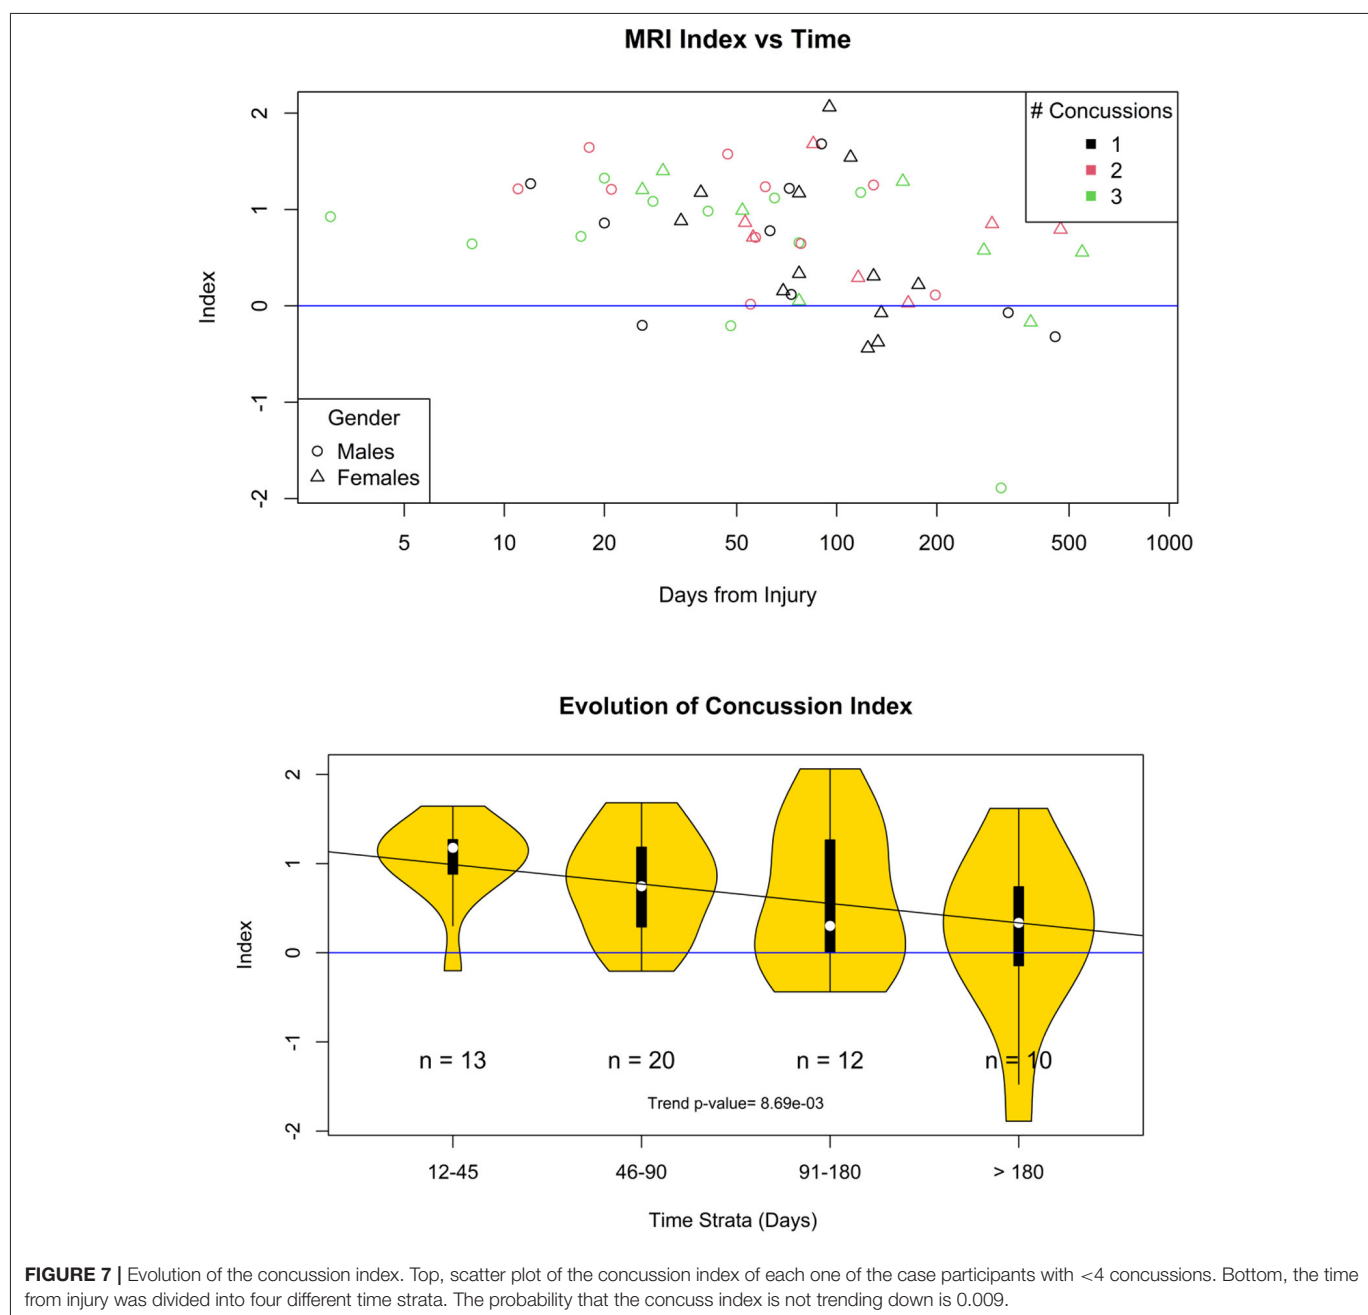 MRI Index vs Time
# Concussions
1
2
3
Gender
Males
Females
Index
2
1
0
-1
-2
5 10 20 50 100 200 500 1000
Days from Injury
Evolution of Concussion Index
Index
2
1
0
-1
-2
n = 13 n = 20 n = 12 n = 10
Trend p-value= 8.69e-03
12-45 46-90 91-180 > 180
Time Strata (Days)
FIGURE 7 | Evolution of the concussion index. Top, scatter plot of the concussion index of each one of the case participants with <4 concussions. Bottom, the time
from injury was divided into four different time strata. The probability that the concuss index is not trending down is 0.009.